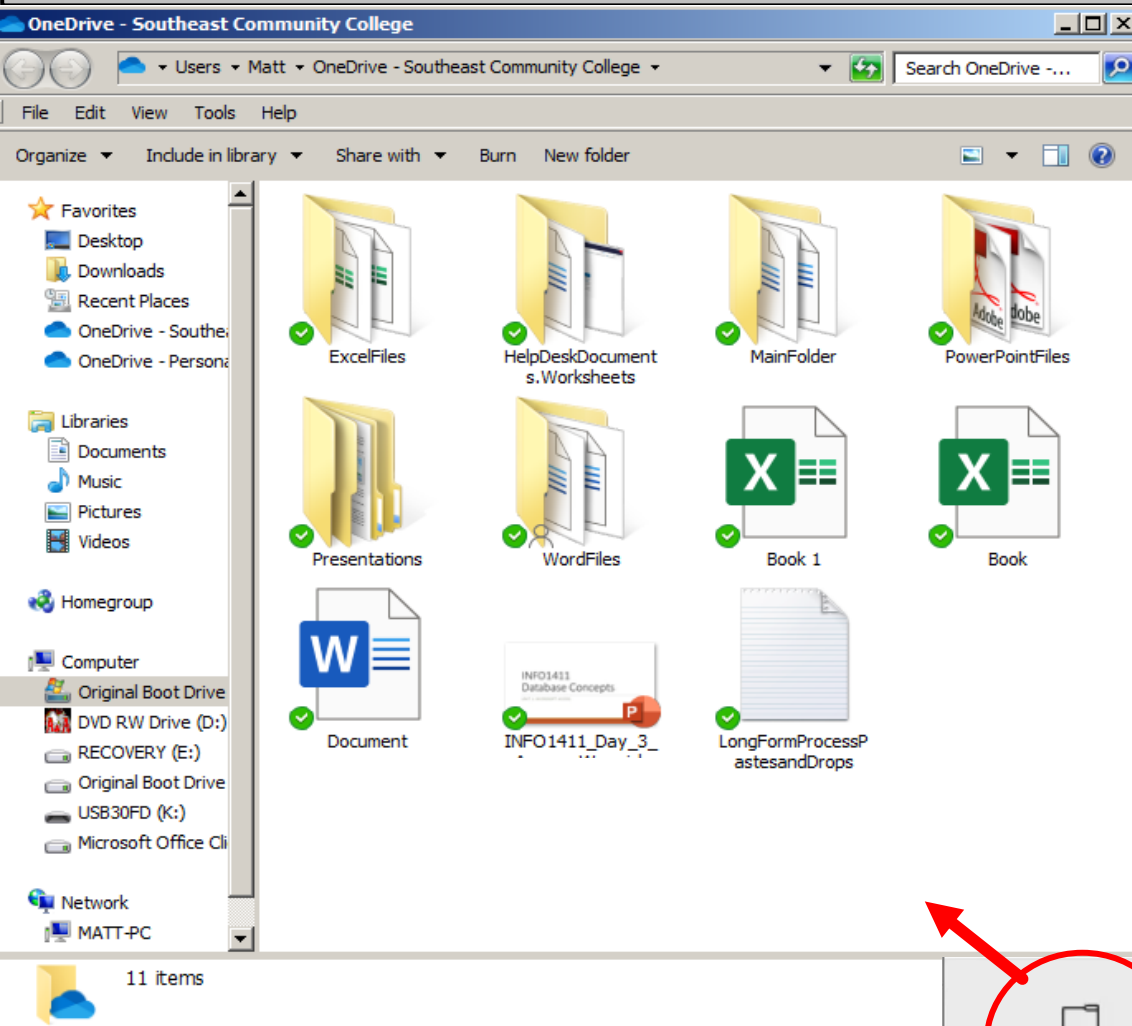 OneDrive - Southeast Community College
Users Matt OneDrive - Southeast Community College
Search OneDrive -...
File Edit View Tools Help
Organize Include in library Share with Burn New folder
Favorites
Desktop
Downloads
Recent Places
OneDrive - Southe
OneDrive - Persona
Libraries
Documents
Music
Pictures
Videos
Homegroup
Computer
Original Boot Drive
DVD RW Drive (D:)
RECOVERY (E:)
Original Boot Drive
USB30FD (K:)
Microsoft Office Cli
Network
MATT-PC
ExcelFiles
HelpDeskDocument
s.Worksheets
MainFolder
Adobe
dobe
PowerPointFiles
Presentations
WordFiles
X
Book 1
X
Book
W
Document
INFO1411
Database Concepts
P
INFO1411_Day_3_
LongFormProcessP
astesandDrops
11 items